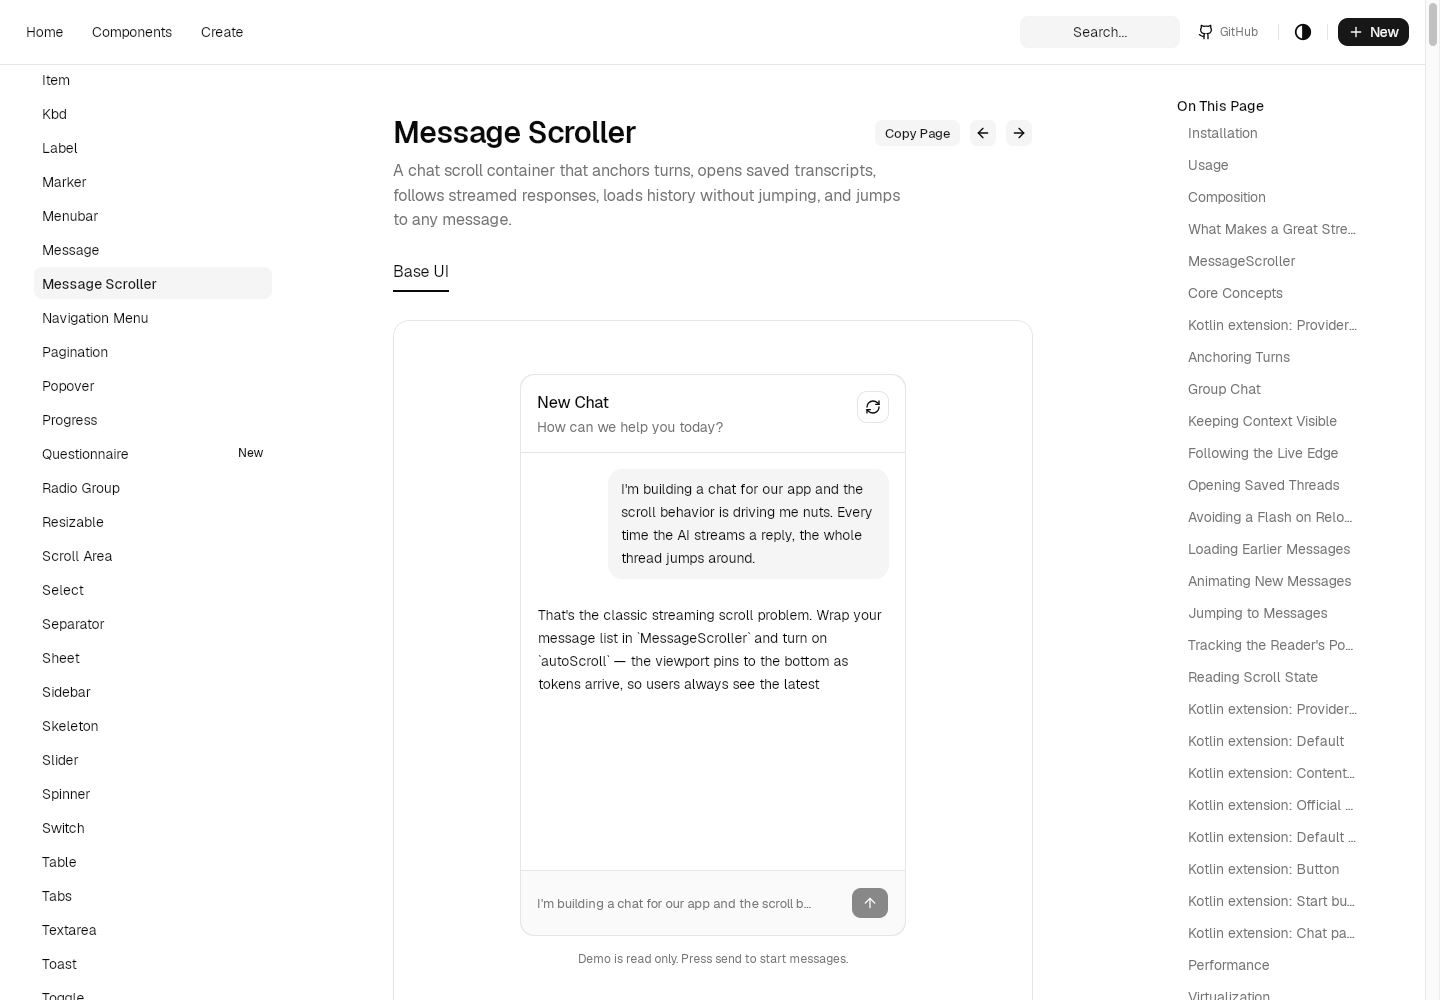 Home
Components
Create
Search...
GitHub
New
Item
Kbd
Label
Marker
Menubar
Message
Message Scroller
Navigation Menu
Pagination
Popover
Progress
Questionnaire
New
Radio Group
Resizable
Scroll Area
Select
Separator
Sheet
Sidebar
Skeleton
Slider
Spinner
Switch
Table
Tabs
Textarea
Toast
Toggle
Message Scroller
Copy Page
A chat scroll container that anchors turns, opens saved transcripts,
follows streamed responses, loads history without jumping, and jumps
to any message.
Base UI
New Chat
How can we help you today?
I'm building a chat for our app and the
scroll behavior is driving me nuts. Every
time the AI streams a reply, the whole
thread jumps around.
That's the classic streaming scroll problem. Wrap your
message list in `MessageScroller` and turn on
`autoScroll` — the viewport pins to the bottom as
tokens arrive, so users always see the latest
I'm building a chat for our app and the scroll b...
Demo is read only. Press send to start messages.
On This Page
Installation
Usage
Composition
What Makes a Great Stre...
MessageScroller
Core Concepts
Kotlin extension: Provider...
Anchoring Turns
Group Chat
Keeping Context Visible
Following the Live Edge
Opening Saved Threads
Avoiding a Flash on Relo...
Loading Earlier Messages
Animating New Messages
Jumping to Messages
Tracking the Reader's Po...
Reading Scroll State
Kotlin extension: Provider...
Kotlin extension: Default
Kotlin extension: Content...
Kotlin extension: Official ...
Kotlin extension: Default ...
Kotlin extension: Button
Kotlin extension: Start bu...
Kotlin extension: Chat pa...
Performance
Virtualization